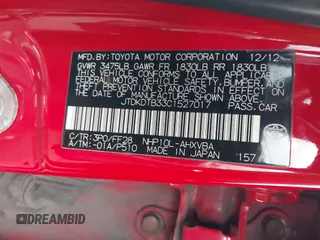 MFD.BY:TOYOTA MOTOR CORPORATION 12/12
GVWR 3475LB GAWR FR 1830LB RR 1830LB
THIS VEHICLE CONFORMS TO ALL APPLICABLE
FEDERAL MOTOR VEHICLE SAFETY, BUMPER, AND
THEFT PREVENTION STANDARDS IN EFFECT ON
THE DATE OF MANUFACTURE SHOWN ABOVE.
JTDKDTB33C1527017 PASS.CAR
C/TR:3P0/FE28 NHP10L-AHXVBA
A/TM:-01A/P510 MADE IN JAPAN 157
DREAMBID